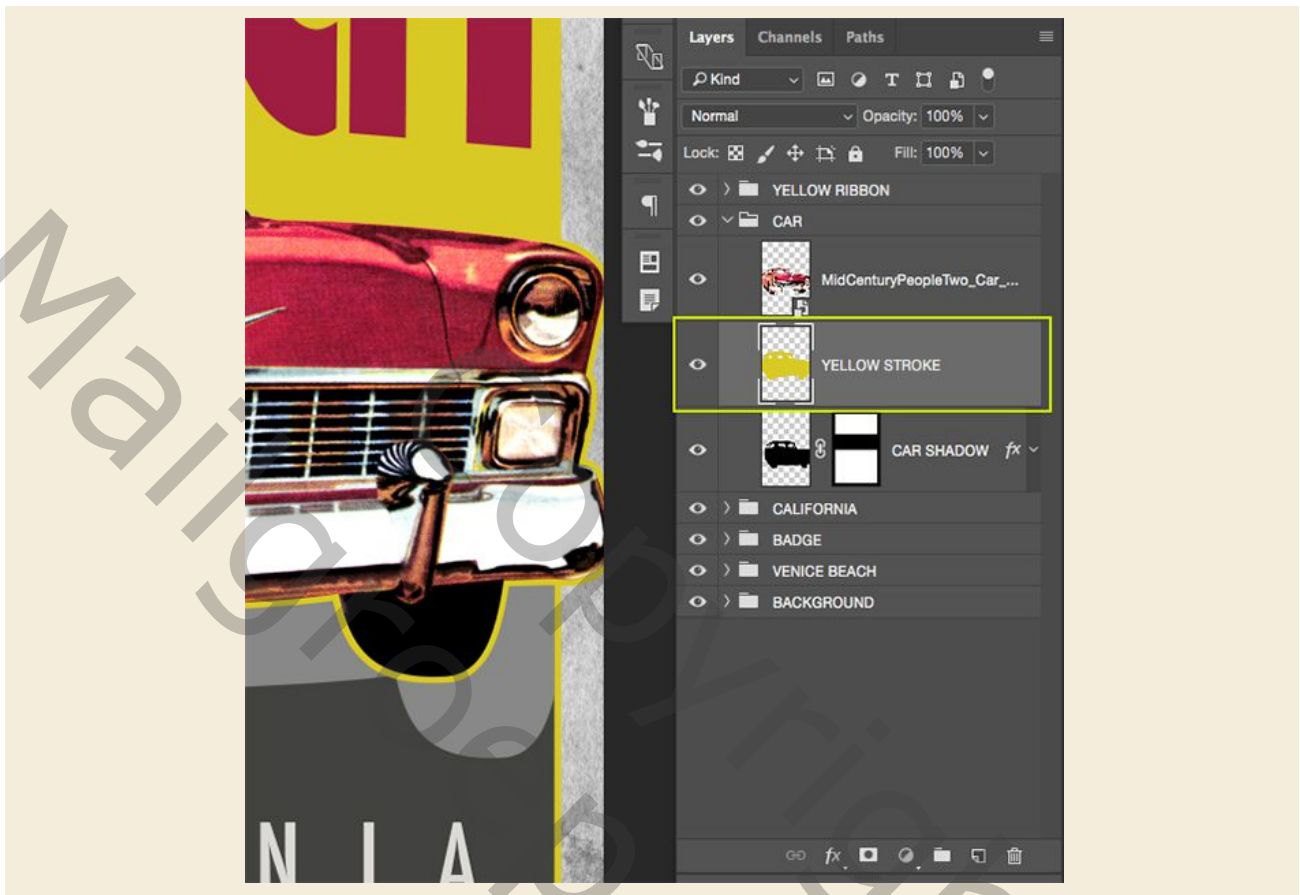 Layers Channels Paths
Kind
Normal Opacity: 100%
Lock: Fill: 100%
YELLOW RIBBON
CAR
MidCenturyPeopleTwo_Car_...
YELLOW STROKE
CAR SHADOW fx
CALIFORNIA
BADGE
VENICE BEACH
BACKGROUND
N I A
fx